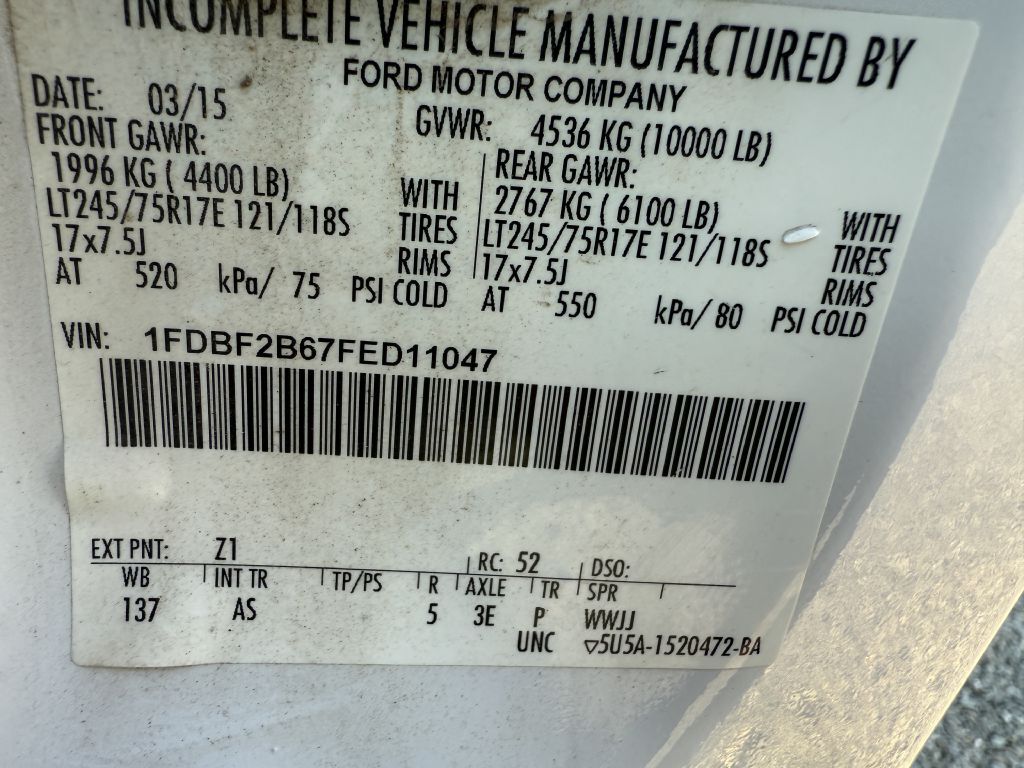 INCOMPLETE VEHICLE MANUFACTURED BY
FORD MOTOR COMPANY
DATE: 03/15 GVWR: 4536 KG (10000 LB)
FRONT GAWR: REAR GAWR:
1996 KG ( 4400 LB) WITH 2767 KG ( 6100 LB) WITH
LT245/75R17E 121/118S TIRES LT245/75R17E 121/118S TIRES
17x7.5J RIMS 17x7.5J RIMS
AT 520 kPa/ 75 PSI COLD AT 550 kPa/ 80 PSI COLD
VIN: 1FDBF2B67FED11047
EXT PNT: Z1 RC: 52 DSO:
WB INT TR TP/PS R AXLE TR SPR
137 AS 5 3E P WWJJ
UNC ▽5U5A-1520472-BA